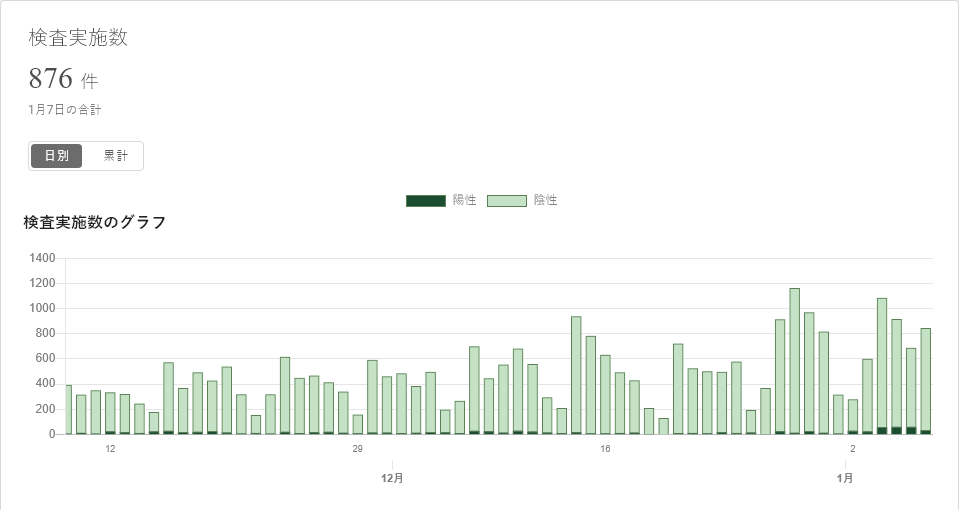 検査実施数
876 件
1月7日の合計
日別 累計
陽性 陰性
検査実施数のグラフ
1400
1200
1000
800
600
400
200
0
12 29 16 2
12月 1月